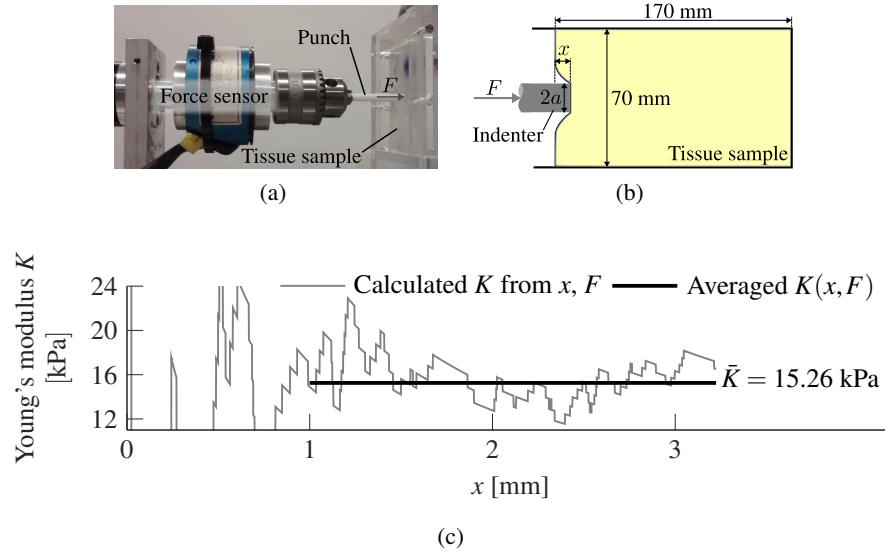 Punch
F
Force sensor
Tissue sample
(a)
170 mm
x
F
2a
70 mm
Indenter
Tissue sample
(b)
Young's modulus K
[kPa]
24
20
16
12
Calculated K from x, F
Averaged K(x, F)
K̄ = 15.26 kPa
0
1
2
3
x [mm]
(c)